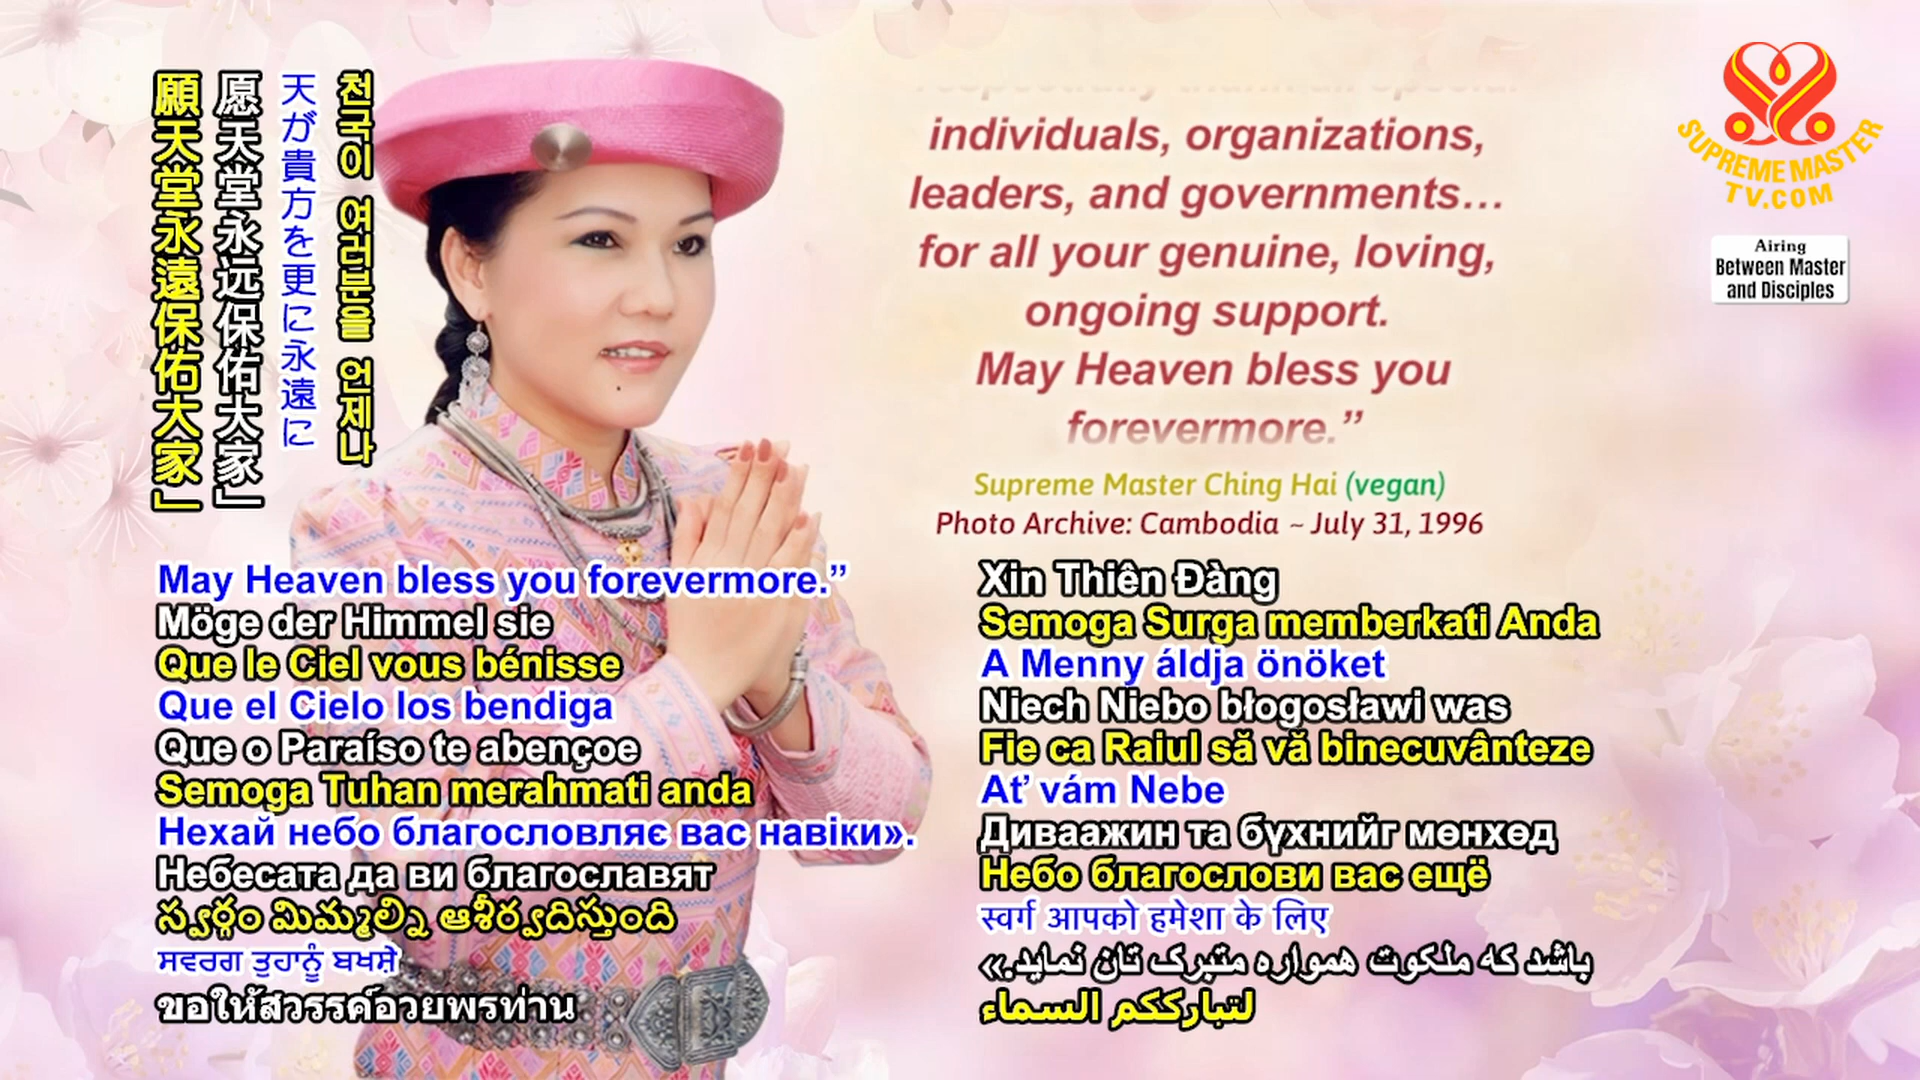 願天堂永遠保佑大家」
愿天堂永远保佑大家」
天が貴方を更に永遠に
천국이 여러분을 언제나
individuals, organizations,
leaders, and governments…
for all your genuine, loving,
ongoing support.
May Heaven bless you
forevermore.”
Supreme Master Ching Hai (vegan)
Photo Archive: Cambodia ~ July 31, 1996
SUPREME MASTER
TV.COM
Airing
Between Master
and Disciples
May Heaven bless you forevermore.”
Möge der Himmel sie
Que le Ciel vous bénisse
Que el Cielo los bendiga
Que o Paraíso te abençoe
Semoga Tuhan merahmati anda
Нехай небо благословляє вас навіки».
Небесата да ви благославят
స్వర్గం మిమ్మల్ని ఆశీర్వదిస్తుంది
ਸਵਰਗ ਤੁਹਾਨੂੰ ਬਖਸ਼ੇ
ขอให้สวรรค์อวยพรท่าน
Xin Thiên Đàng
Semoga Surga memberkati Anda
A Menny áldja önöket
Niech Niebo błogosławi was
Fie ca Raiul să vă binecuvânteze
Ať vám Nebe
Диваажин та бүхнийг мөнхөд
Небо благослови вас ещё
स्वर्ग आपको हमेशा के लिए
باشد که ملکوت همواره متبرک تان نماید.»
لتبارككم السماء